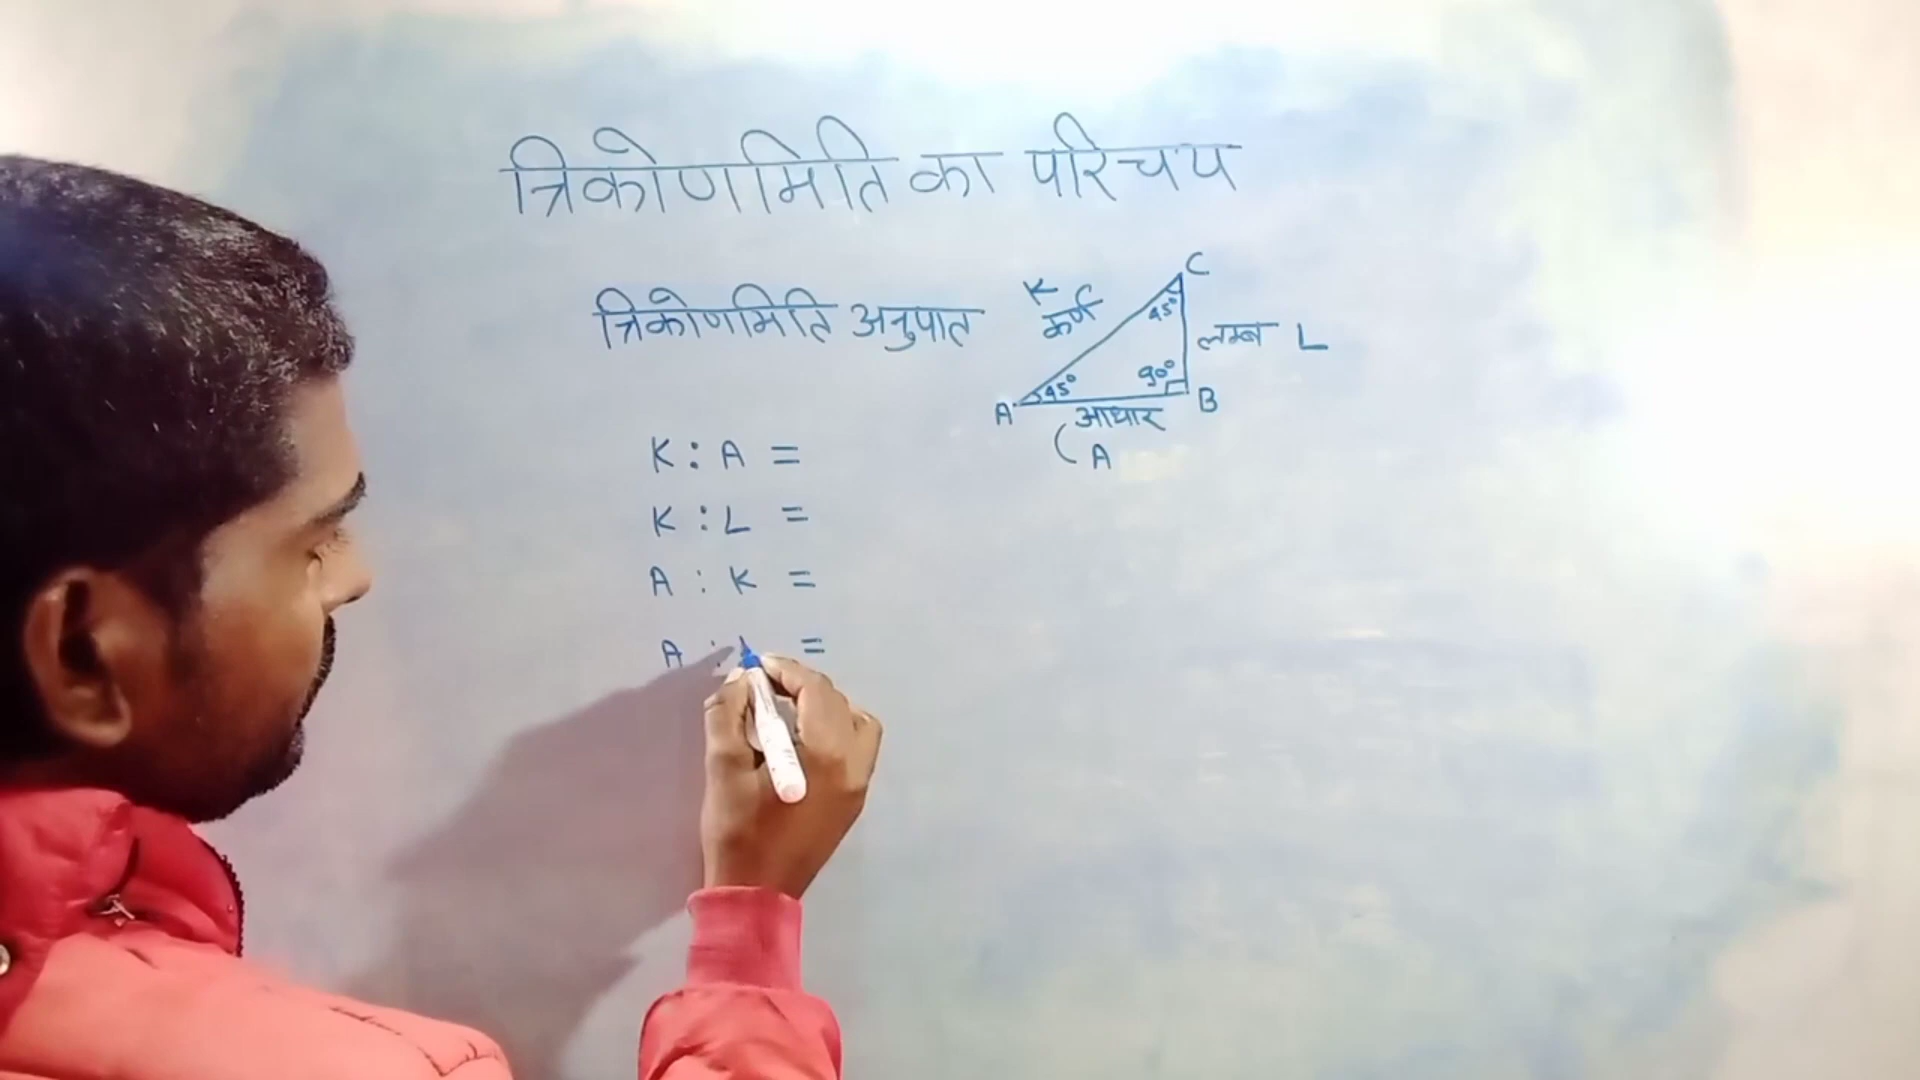 त्रिकोणमिति का परिचय
त्रिकोणमिति अनुपात
C
K
कर्ण
45°
लम्ब L
45°
90°
A
B
आधार
( A
K : A =
K : L =
A : K =
A : =